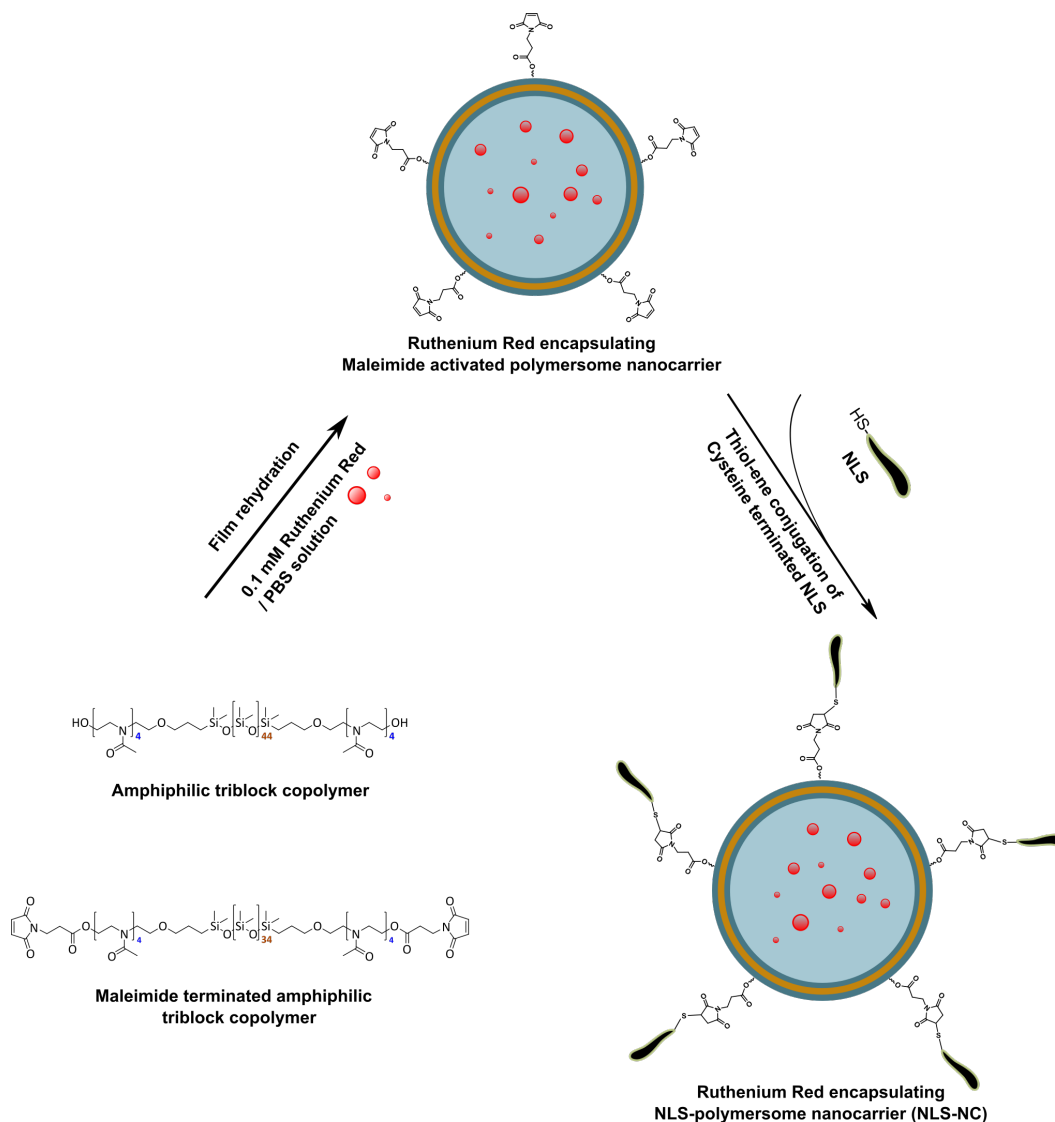 Ruthenium Red encapsulating
Maleimide activated polymersome nanocarrier
Film rehydration
0.1 mM Ruthenium Red
/ PBS solution
Thiol-ene conjugation of
Cysteine terminated NLS
HS
NLS
HO
N
4
O
O
Si
O
Si
O
44
Si
O
N
O
4
OH
Amphiphilic triblock copolymer
O
N
O
O
O
N
4
O
O
Si
O
Si
O
34
Si
O
N
O
4
O
O
O
N
O
Maleimide terminated amphiphilic
triblock copolymer
Ruthenium Red encapsulating
NLS-polymersome nanocarrier (NLS-NC)